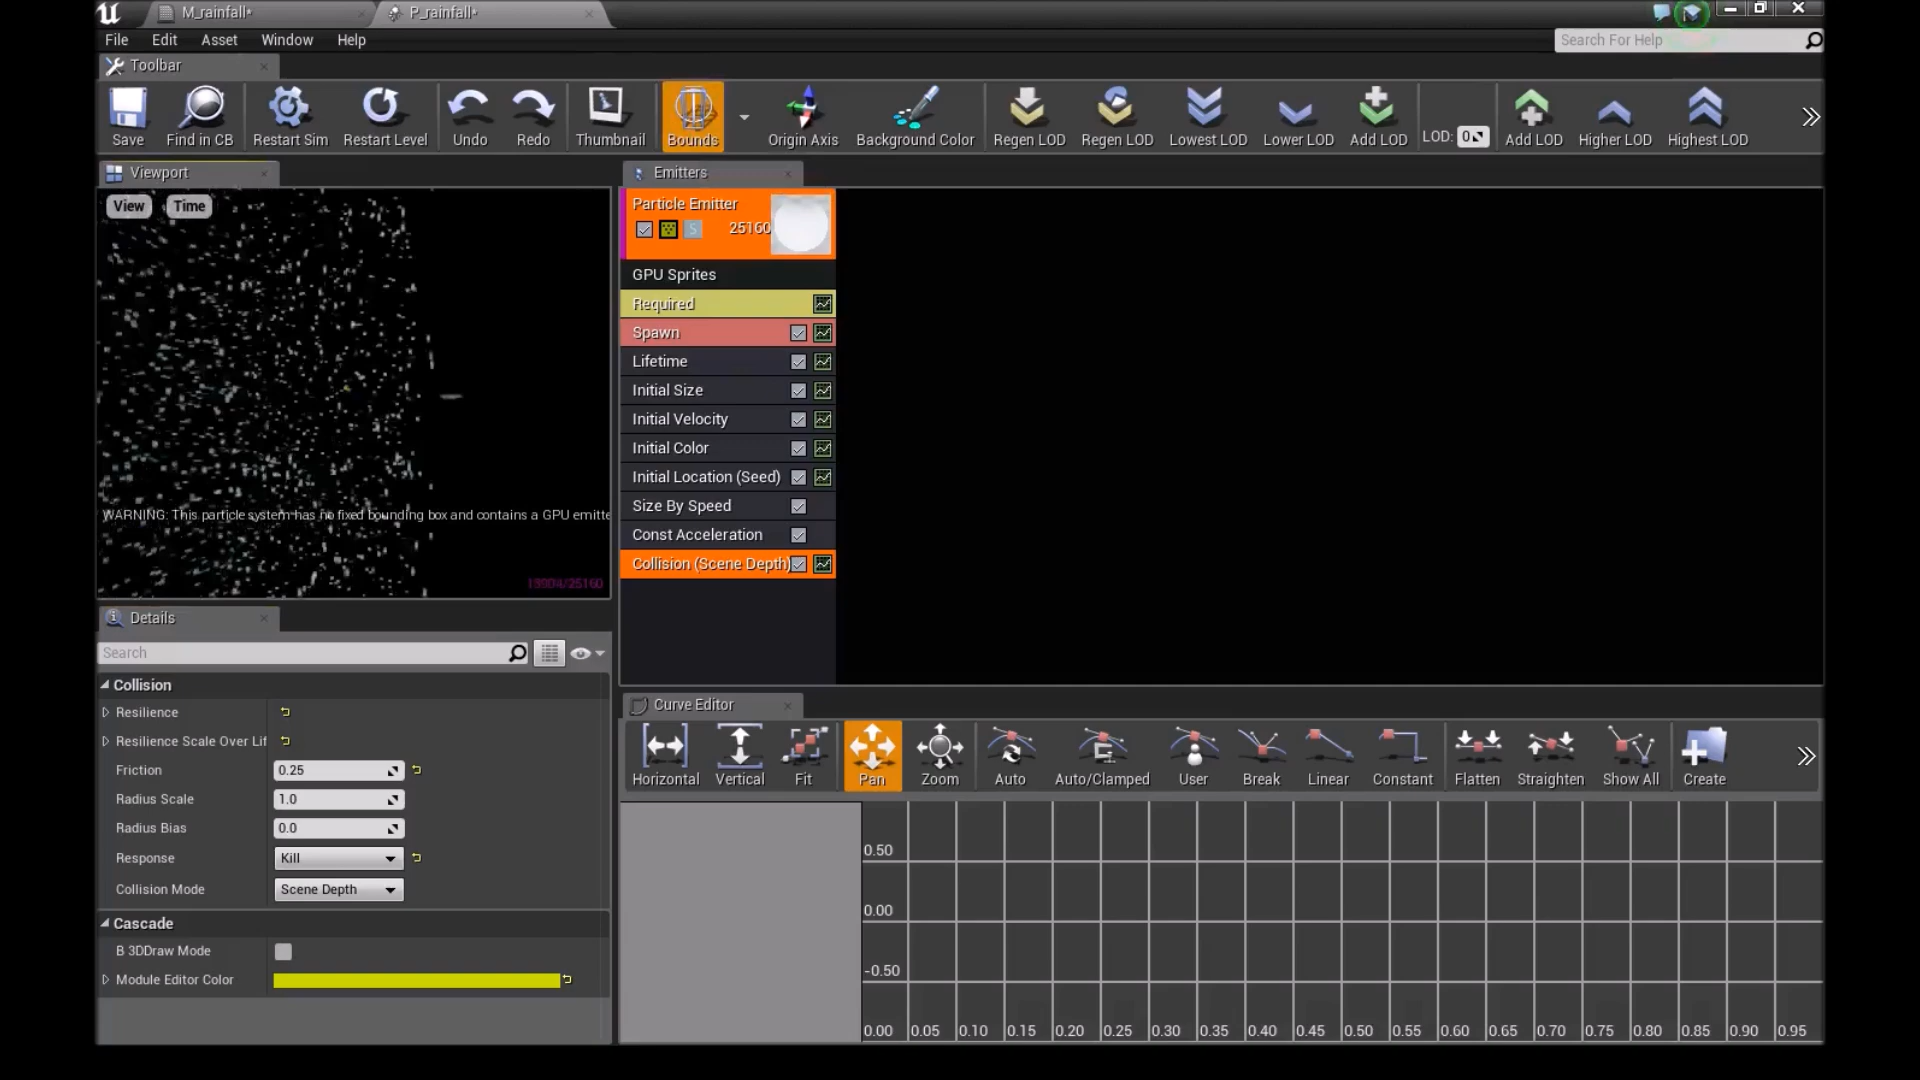 M_rainfall*
P_rainfall*
File Edit Asset Window Help
Search For Help
Toolbar
Save Find in CB Restart Sim Restart Level Undo Redo Thumbnail Bounds Origin Axis Background Color Regen LOD Regen LOD Lowest LOD Lower LOD Add LOD LOD: 0 Add LOD Higher LOD Highest LOD
Viewport
View Time
WARNING: This particle system has no fixed bounding box and contains a GPU emitte
Emitters
Particle Emitter
S 25160
GPU Sprites
Required
Spawn
Lifetime
Initial Size
Initial Velocity
Initial Color
Initial Location (Seed)
Size By Speed
Const Acceleration
Collision (Scene Depth)
Details
Search
Collision
Resilience
Resilience Scale Over Lif
Friction 0.25
Radius Scale 1.0
Radius Bias 0.0
Response Kill
Collision Mode Scene Depth
Cascade
B 3DDraw Mode
Module Editor Color
Curve Editor
Horizontal Vertical Fit Pan Zoom Auto Auto/Clamped User Break Linear Constant Flatten Straighten Show All Create
0.50
0.00
-0.50
0.00 0.05 0.10 0.15 0.20 0.25 0.30 0.35 0.40 0.45 0.50 0.55 0.60 0.65 0.70 0.75 0.80 0.85 0.90 0.95